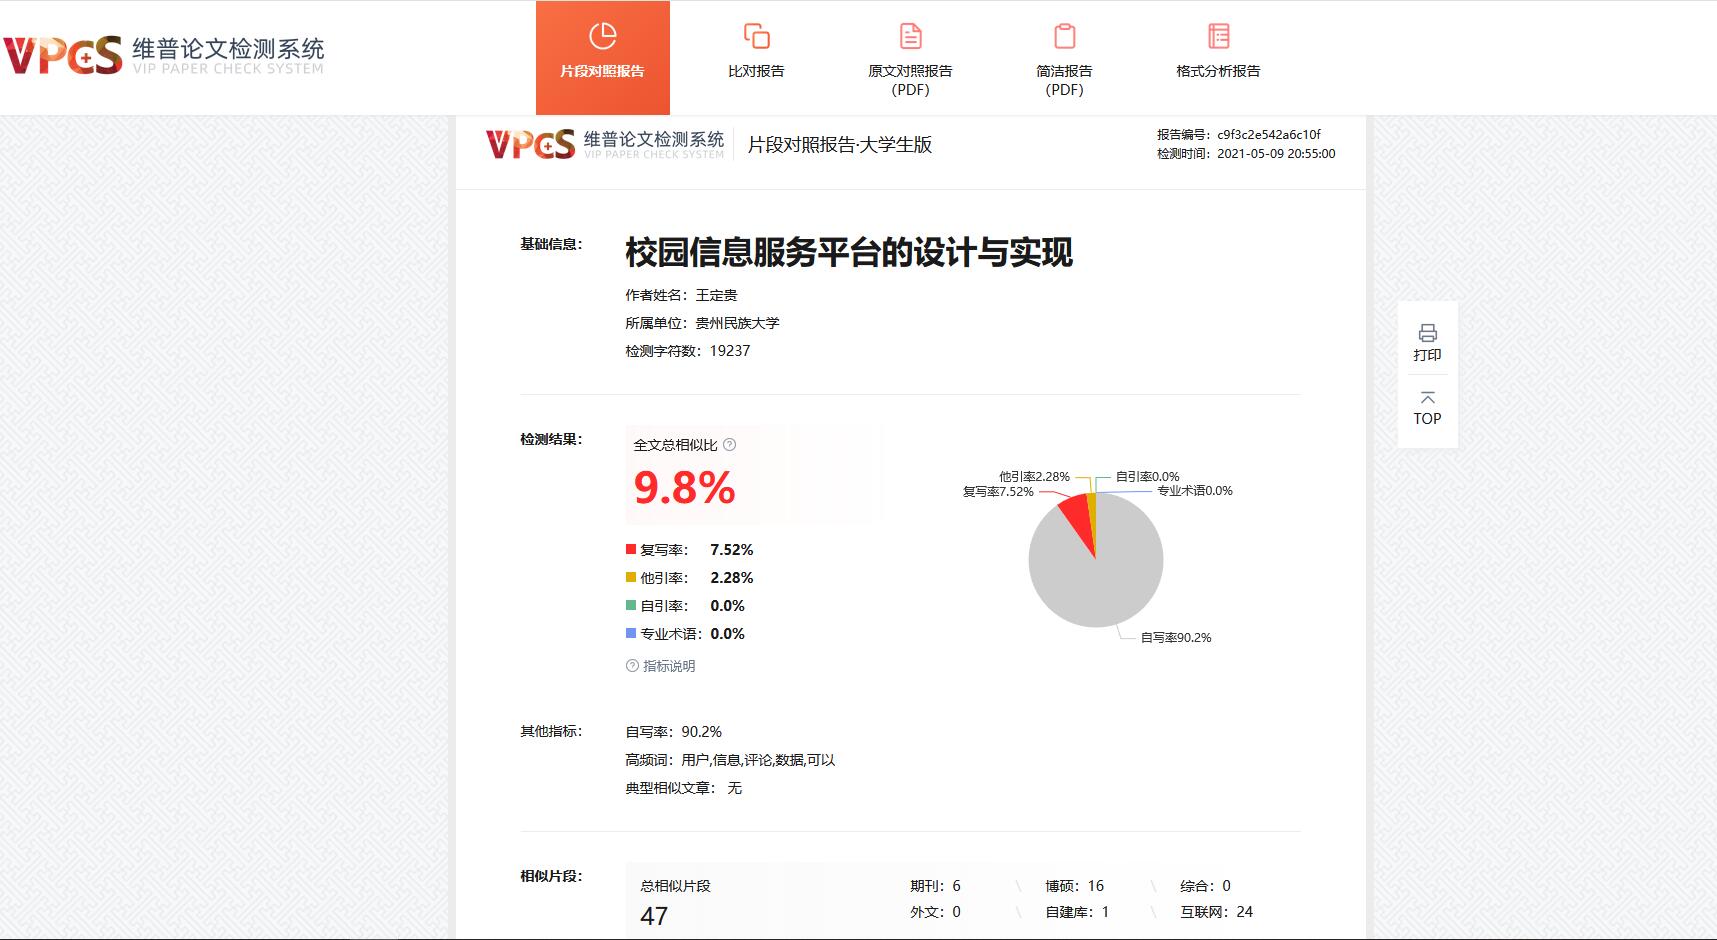 VPCS 维普论文检测系统
VIP PAPER CHECK SYSTEM
片段对照报告
比对报告
原文对照报告
(PDF)
简洁报告
(PDF)
格式分析报告
VPCS 维普论文检测系统
VIP PAPER CHECK SYSTEM
片段对照报告·大学生版
报告编号：c9f3c2e542a6c10f
检测时间：2021-05-09 20:55:00
基础信息：
校园信息服务平台的设计与实现
作者姓名：王定贵
所属单位：贵州民族大学
检测字符数：19237
打印
TOP
检测结果：
全文总相似比 ?
9.8%
复写率： 7.52%
他引率： 2.28%
自引率： 0.0%
专业术语：0.0%
? 指标说明
他引率2.28%
自引率0.0%
复写率7.52%
专业术语0.0%
自写率90.2%
其他指标：
自写率：90.2%
高频词：用户,信息,评论,数据,可以
典型相似文章： 无
相似片段：
总相似片段
47
期刊：6 \ 博硕：16 \ 综合：0
外文：0 \ 自建库：1 \ 互联网：24